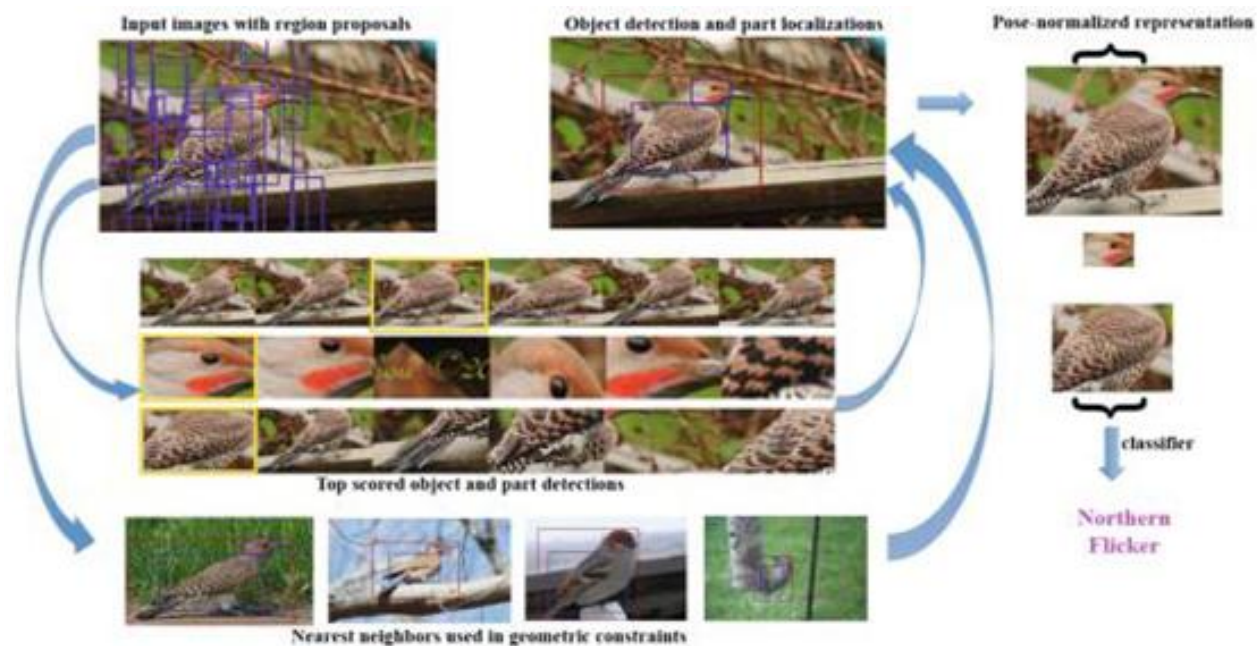 Input images with region proposals
Object detection and part localizations
Pose-normalized representation
Top scored object and part detections
classifier
Northern
Flicker
Nearest neighbors used in geometric constraints